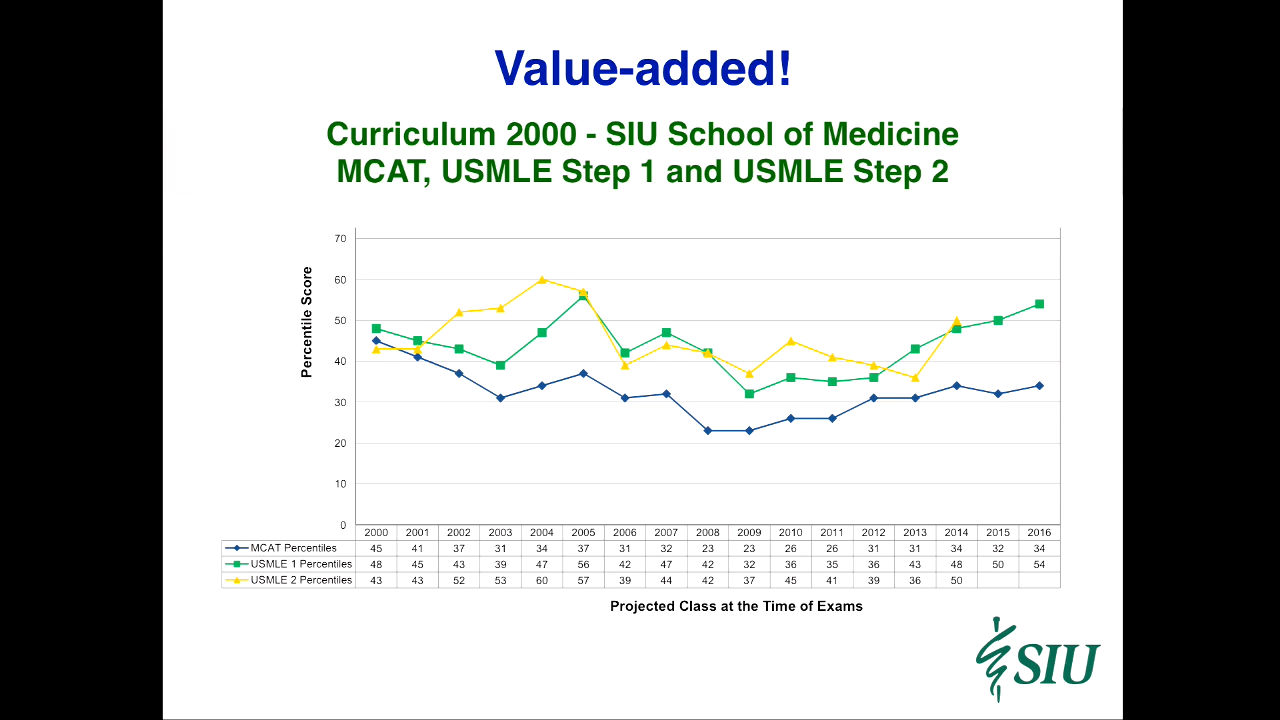 Value-added!
Curriculum 2000 - SIU School of Medicine
MCAT, USMLE Step 1 and USMLE Step 2
Percentile Score
70
60
50
40
30
20
10
0
2000 2001 2002 2003 2004 2005 2006 2007 2008 2009 2010 2011 2012 2013 2014 2015 2016
MCAT Percentiles 45 41 37 31 34 37 31 32 23 23 26 26 31 31 34 32 34
USMLE 1 Percentiles 48 45 43 39 47 56 42 47 42 32 36 35 36 43 48 50 54
USMLE 2 Percentiles 43 43 52 53 60 57 39 44 42 37 45 41 39 36 50
Projected Class at the Time of Exams
SIU